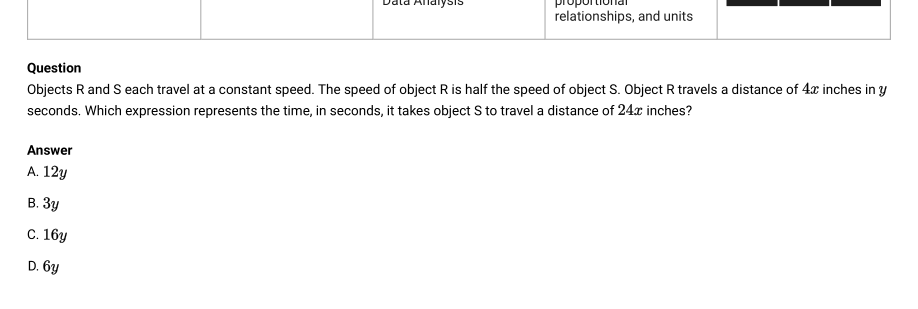 Data Analysis
proportional
relationships, and units
Question
Objects R and S each travel at a constant speed. The speed of object R is half the speed of object S. Object R travels a distance of 4x inches in y
seconds. Which expression represents the time, in seconds, it takes object S to travel a distance of 24x inches?
Answer
A. 12y
B. 3y
C. 16y
D. 6y